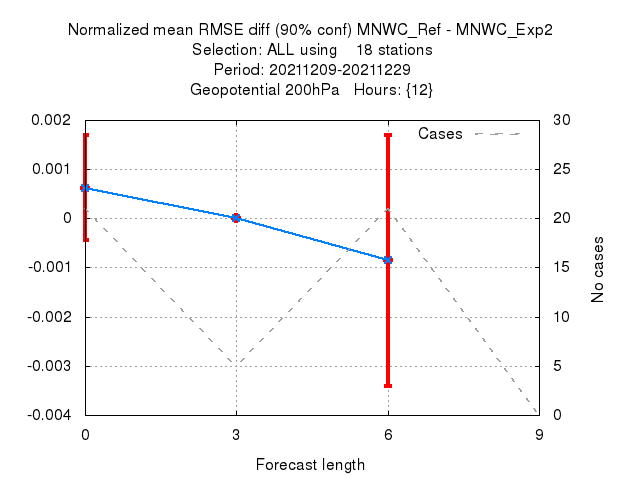 Normalized mean RMSE diff (90% conf) MNWC_Ref - MNWC_Exp2
Selection: ALL using    18 stations
Period: 20211209-20211229
Geopotential 200hPa   Hours: {12}
Cases
0.002
0.001
0
-0.001
-0.002
-0.003
-0.004
30
25
20
15
10
5
0
No cases
0
3
6
9
Forecast length